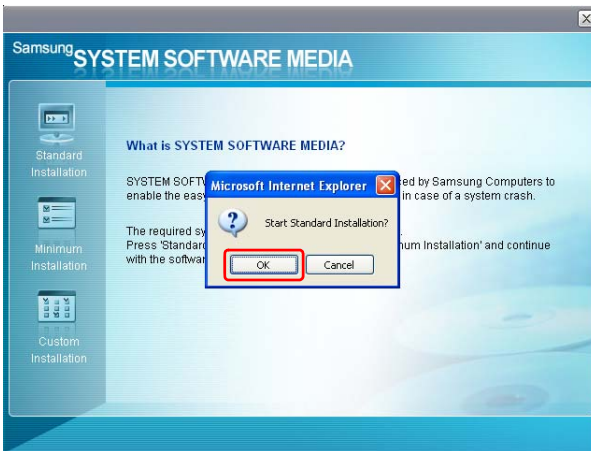 Samsung SYSTEM SOFTWARE MEDIA
Standard
Installation
Minimum
Installation
Custom
Installation
What is SYSTEM SOFTWARE MEDIA?
SYSTEM SOFTW
ced by Samsung Computers to
enable the eas
in case of a system crash.
The required sy
Press 'Standard
um Installation' and continue
with the softwar
Microsoft Internet Explorer
Start Standard Installation?
OK
Cancel